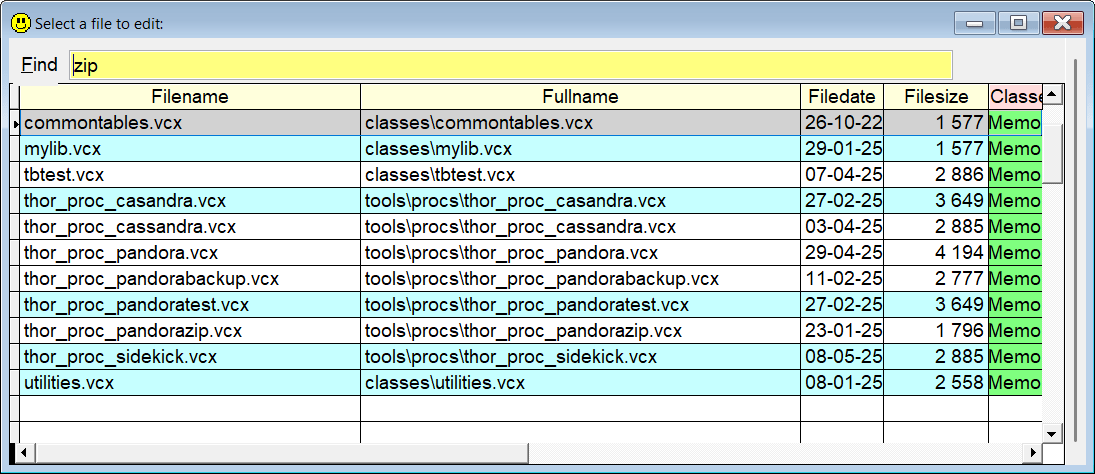 Select a file to edit:
Find zip
Filename Fullname Filedate Filesize Classe
commontables.vcx classes\commontables.vcx 26-10-22 1 577 Memo
mylib.vcx classes\mylib.vcx 29-01-25 1 577 Memo
tbtest.vcx classes\tbtest.vcx 07-04-25 2 886 Memo
thor_proc_casandra.vcx tools\procs\thor_proc_casandra.vcx 27-02-25 3 649 Memo
thor_proc_cassandra.vcx tools\procs\thor_proc_cassandra.vcx 03-04-25 2 885 Memo
thor_proc_pandora.vcx tools\procs\thor_proc_pandora.vcx 29-04-25 4 194 Memo
thor_proc_pandorabackup.vcx tools\procs\thor_proc_pandorabackup.vcx 11-02-25 2 777 Memo
thor_proc_pandoratest.vcx tools\procs\thor_proc_pandoratest.vcx 27-02-25 3 649 Memo
thor_proc_pandorazip.vcx tools\procs\thor_proc_pandorazip.vcx 23-01-25 1 796 Memo
thor_proc_sidekick.vcx tools\procs\thor_proc_sidekick.vcx 08-05-25 2 885 Memo
utilities.vcx classes\utilities.vcx 08-01-25 2 558 Memo